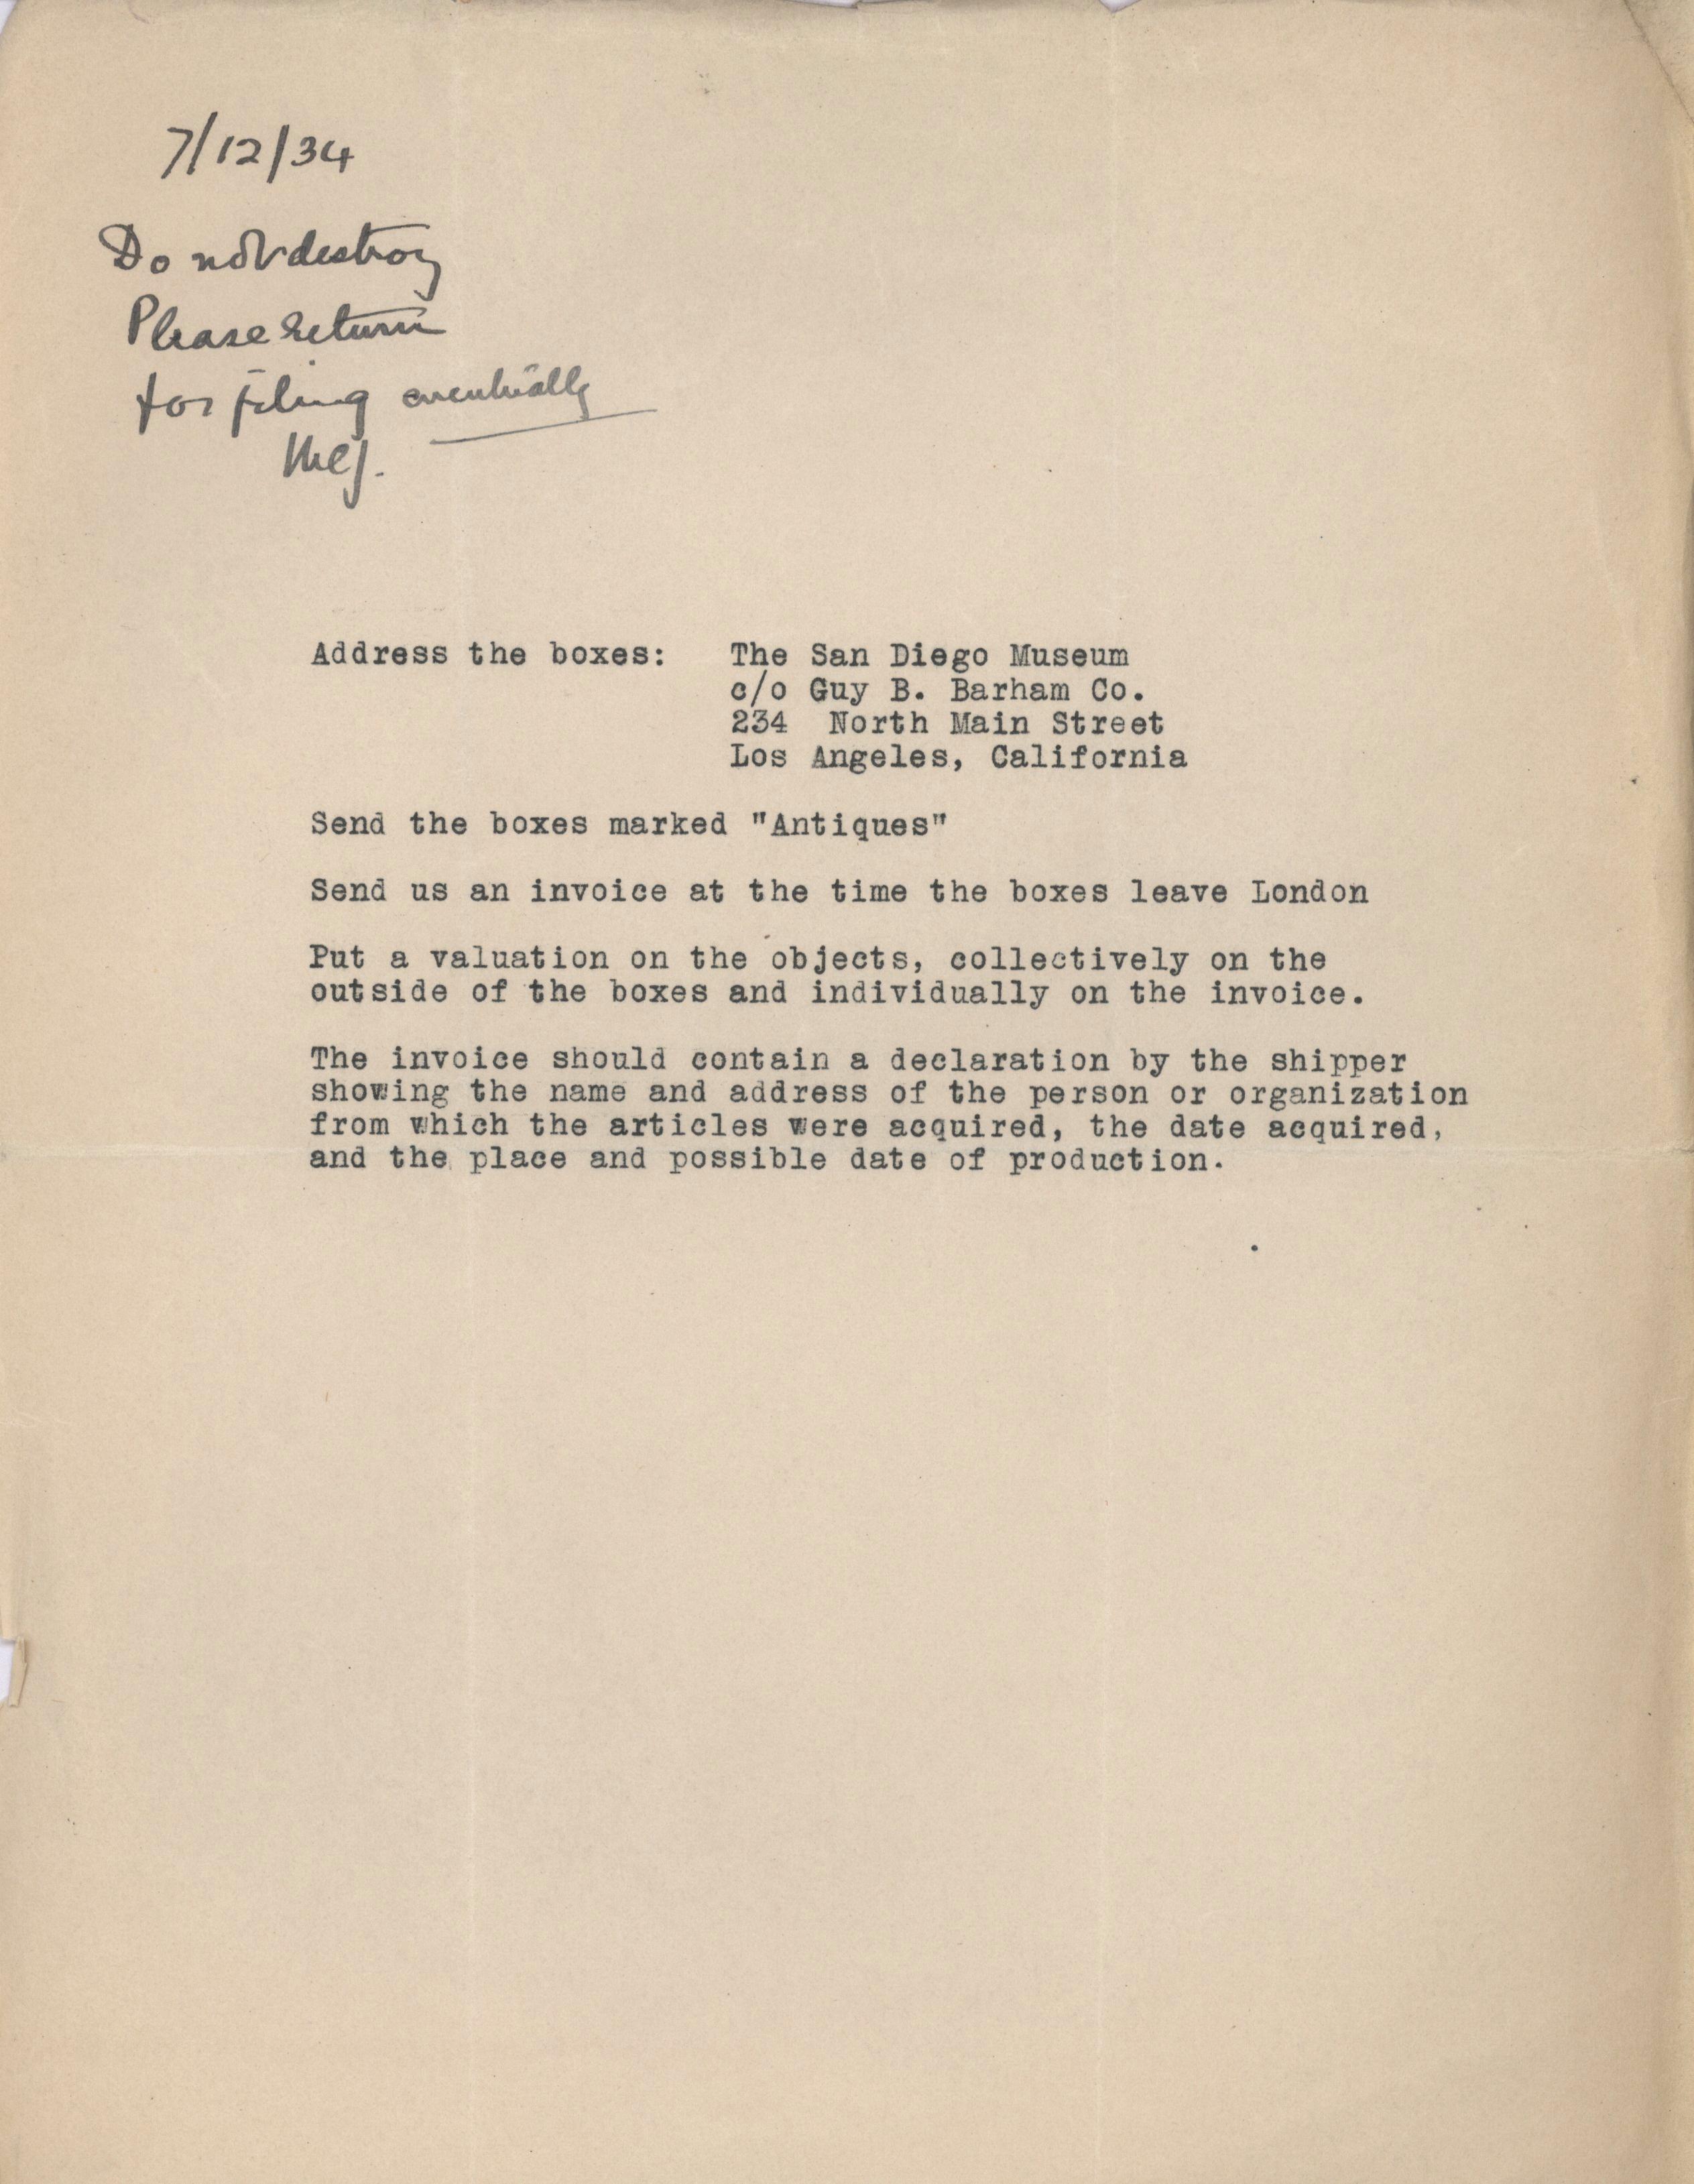 7/12/34
Do not destroy
Please return
for filing eventually
MCJ.
Address the boxes: The San Diego Museum
c/o Guy B. Barham Co.
234 North Main Street
Los Angeles, California
Send the boxes marked "Antiques"
Send us an invoice at the time the boxes leave London
Put a valuation on the objects, collectively on the
outside of the boxes and individually on the invoice.
The invoice should contain a declaration by the shipper
showing the name and address of the person or organization
from which the articles were acquired, the date acquired,
and the place and possible date of production.